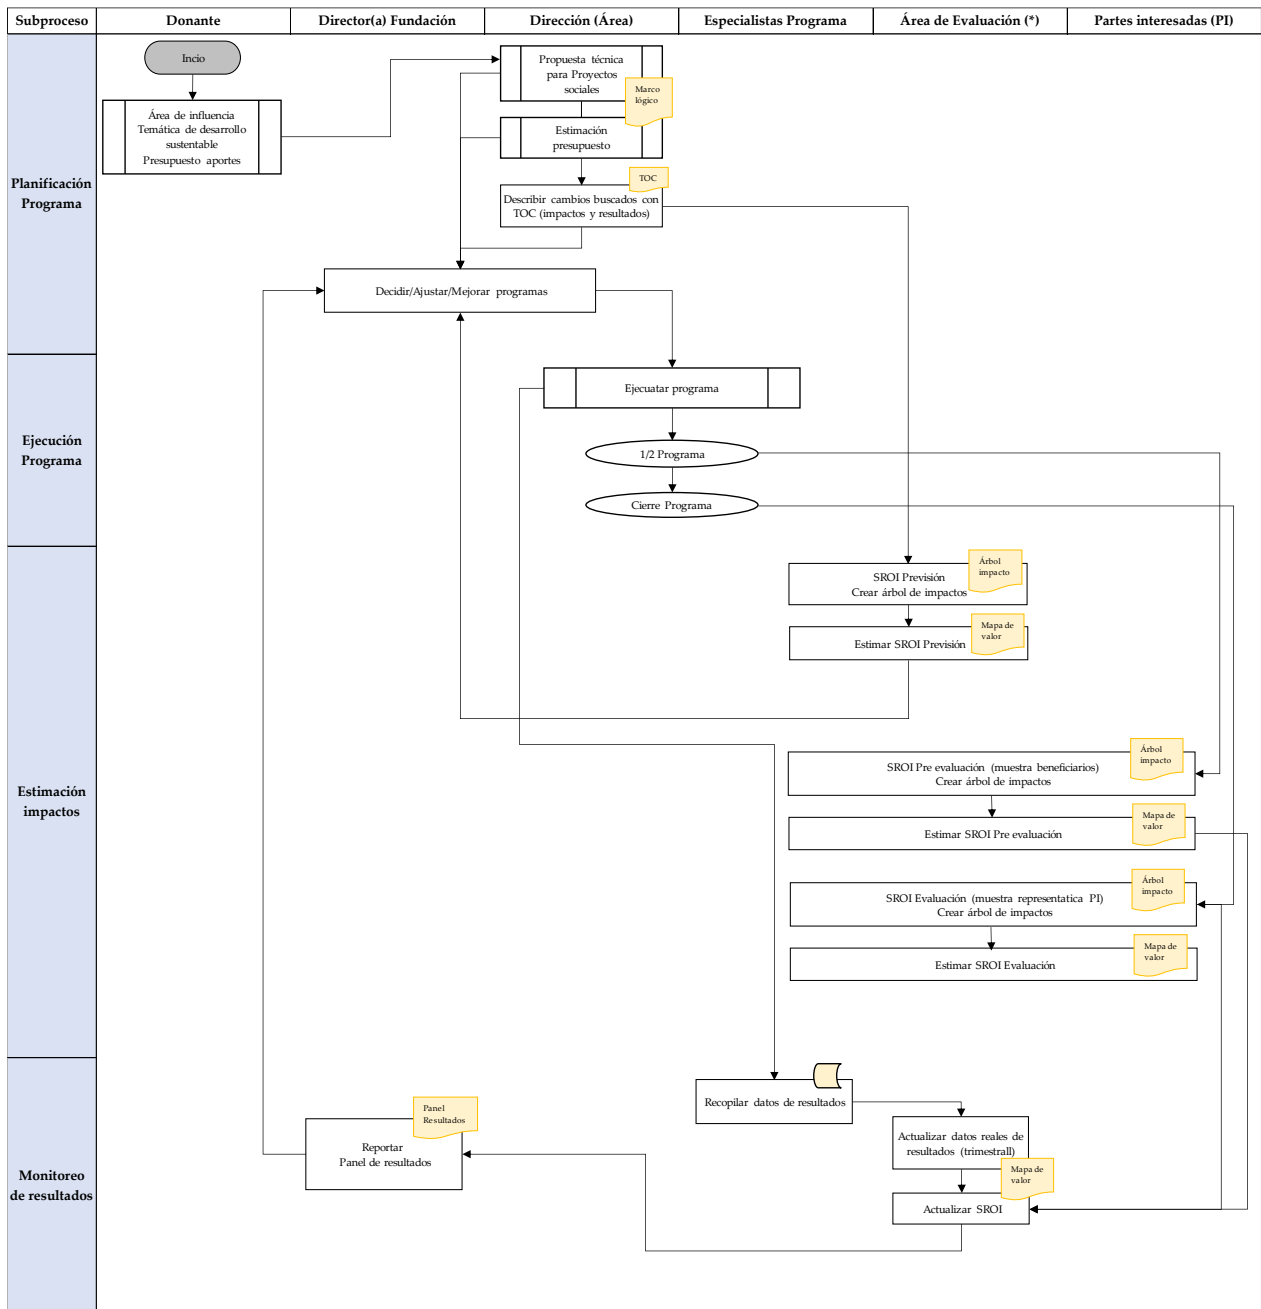 Subproceso
Donante
Director(a) Fundación
Dirección (Área)
Especialistas Programa
Área de Evaluación (*)
Partes interesadas (PI)
Planificación
Programa
Incio
Área de influencia
Temática de desarrollo
sustentable
Presupuesto aportes
Propuesta técnica
para Proyectos
sociales
Marco
lógico
Estimación
presupuesto
TOC
Describir cambios buscados con
TOC (impactos y resultados)
Decidir/Ajustar/Mejorar programas
Ejecución
Programa
Ejecuatar programa
1/2 Programa
Cierre Programa
Estimación
impactos
Árbol
impacto
SROI Previsión
Crear árbol de impactos
Mapa de
valor
Estimar SROI Previsión
Árbol
impacto
SROI Pre evaluación (muestra beneficiarios)
Crear árbol de impactos
Mapa de
valor
Estimar SROI Pre evaluación
Árbol
impacto
SROI Evaluación (muestra representatica PI)
Crear árbol de impactos
Mapa de
valor
Estimar SROI Evaluación
Monitoreo
de resultados
Recopilar datos de resultados
Panel
Resultados
Reportar
Panel de resultados
Actualizar datos reales de
resultados (trimestrall)
Mapa de
valor
Actualizar SROI